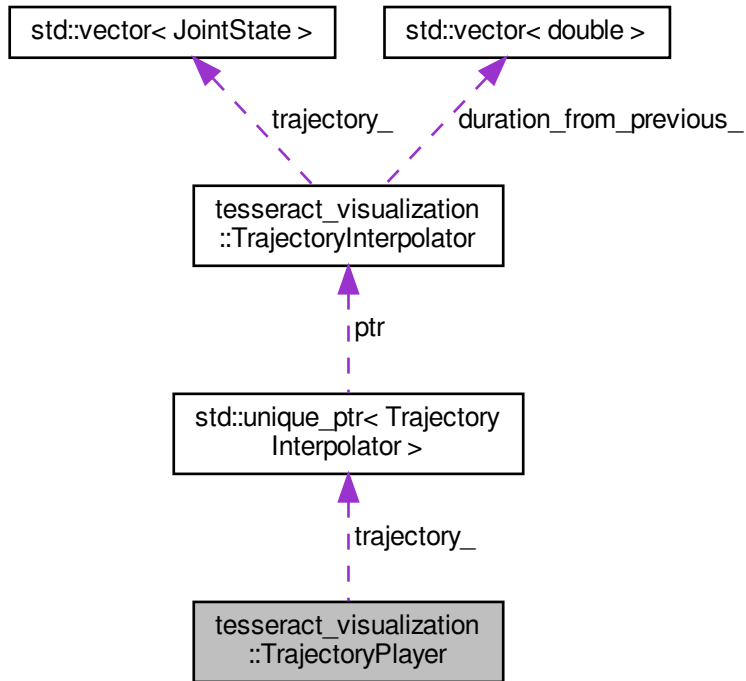 std::vector< JointState >
std::vector< double >
trajectory_
duration_from_previous_
tesseract_visualization
::TrajectoryInterpolator
ptr
std::unique_ptr< Trajectory
Interpolator >
trajectory_
tesseract_visualization
::TrajectoryPlayer